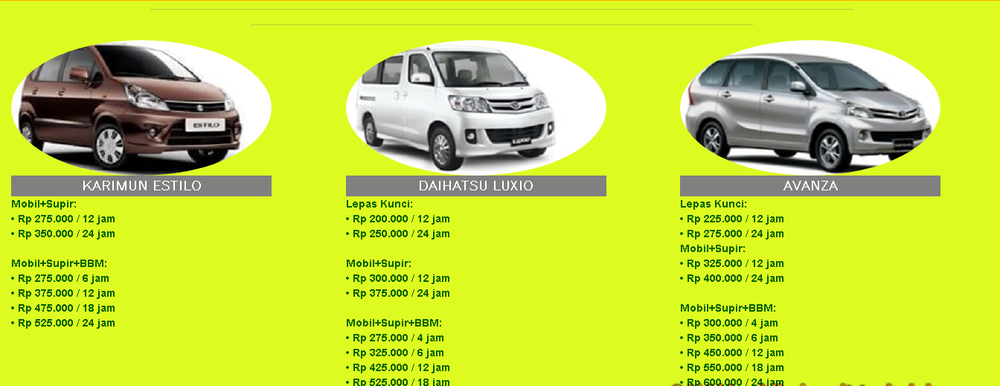 ESTILO
LUXIO
KARIMUN ESTILO
Mobil+Supir:
• Rp 275.000 / 12 jam
• Rp 350.000 / 24 jam
Mobil+Supir+BBM:
• Rp 275.000 / 6 jam
• Rp 375.000 / 12 jam
• Rp 475.000 / 18 jam
• Rp 525.000 / 24 jam
DAIHATSU LUXIO
Lepas Kunci:
• Rp 200.000 / 12 jam
• Rp 250.000 / 24 jam
Mobil+Supir:
• Rp 300.000 / 12 jam
• Rp 375.000 / 24 jam
Mobil+Supir+BBM:
• Rp 275.000 / 4 jam
• Rp 325.000 / 6 jam
• Rp 425.000 / 12 jam
• Rp 525.000 / 18 jam
AVANZA
Lepas Kunci:
• Rp 225.000 / 12 jam
• Rp 275.000 / 24 jam
Mobil+Supir:
• Rp 325.000 / 12 jam
• Rp 400.000 / 24 jam
Mobil+Supir+BBM:
• Rp 300.000 / 4 jam
• Rp 350.000 / 6 jam
• Rp 450.000 / 12 jam
• Rp 550.000 / 18 jam
• Rp 600.000 / 24 jam